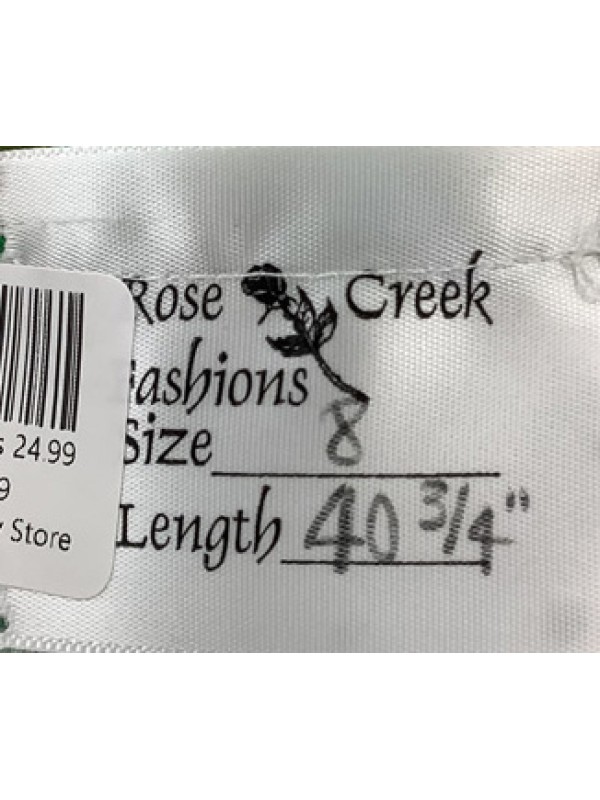 Rose Creek
Fashions
Size 8
Length 40 3/4"
24.99
9
Store